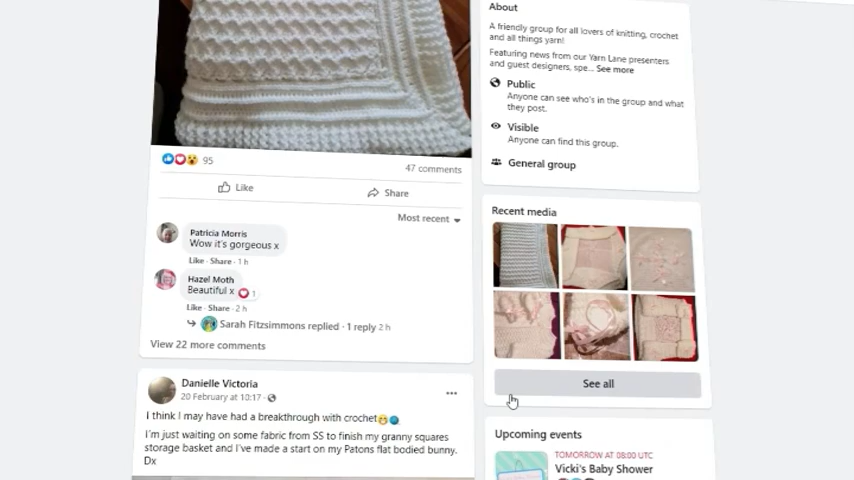 95
47 comments
Like
Share
Most recent
Patricia Morris
Wow it's gorgeous x
Like · Share · 1 h
Hazel Moth
Beautiful x
1
Like · Share · 2 h
Sarah Fitzsimmons replied · 1 reply 2 h
View 22 more comments
Danielle Victoria
20 February at 10:17 ·
I think I may have had a breakthrough with crochet
I'm just waiting on some fabric from SS to finish my granny squares
storage basket and I've made a start on my Patons flat bodied bunny.
Dx
About
A friendly group for all lovers of knitting, crochet
and all things yarn!
Featuring news from our Yarn Lane presenters
and guest designers, spe... See more
Public
Anyone can see who's in the group and what
they post.
Visible
Anyone can find this group.
General group
Recent media
See all
Upcoming events
TOMORROW AT 08:00 UTC
Vicki's Baby Shower